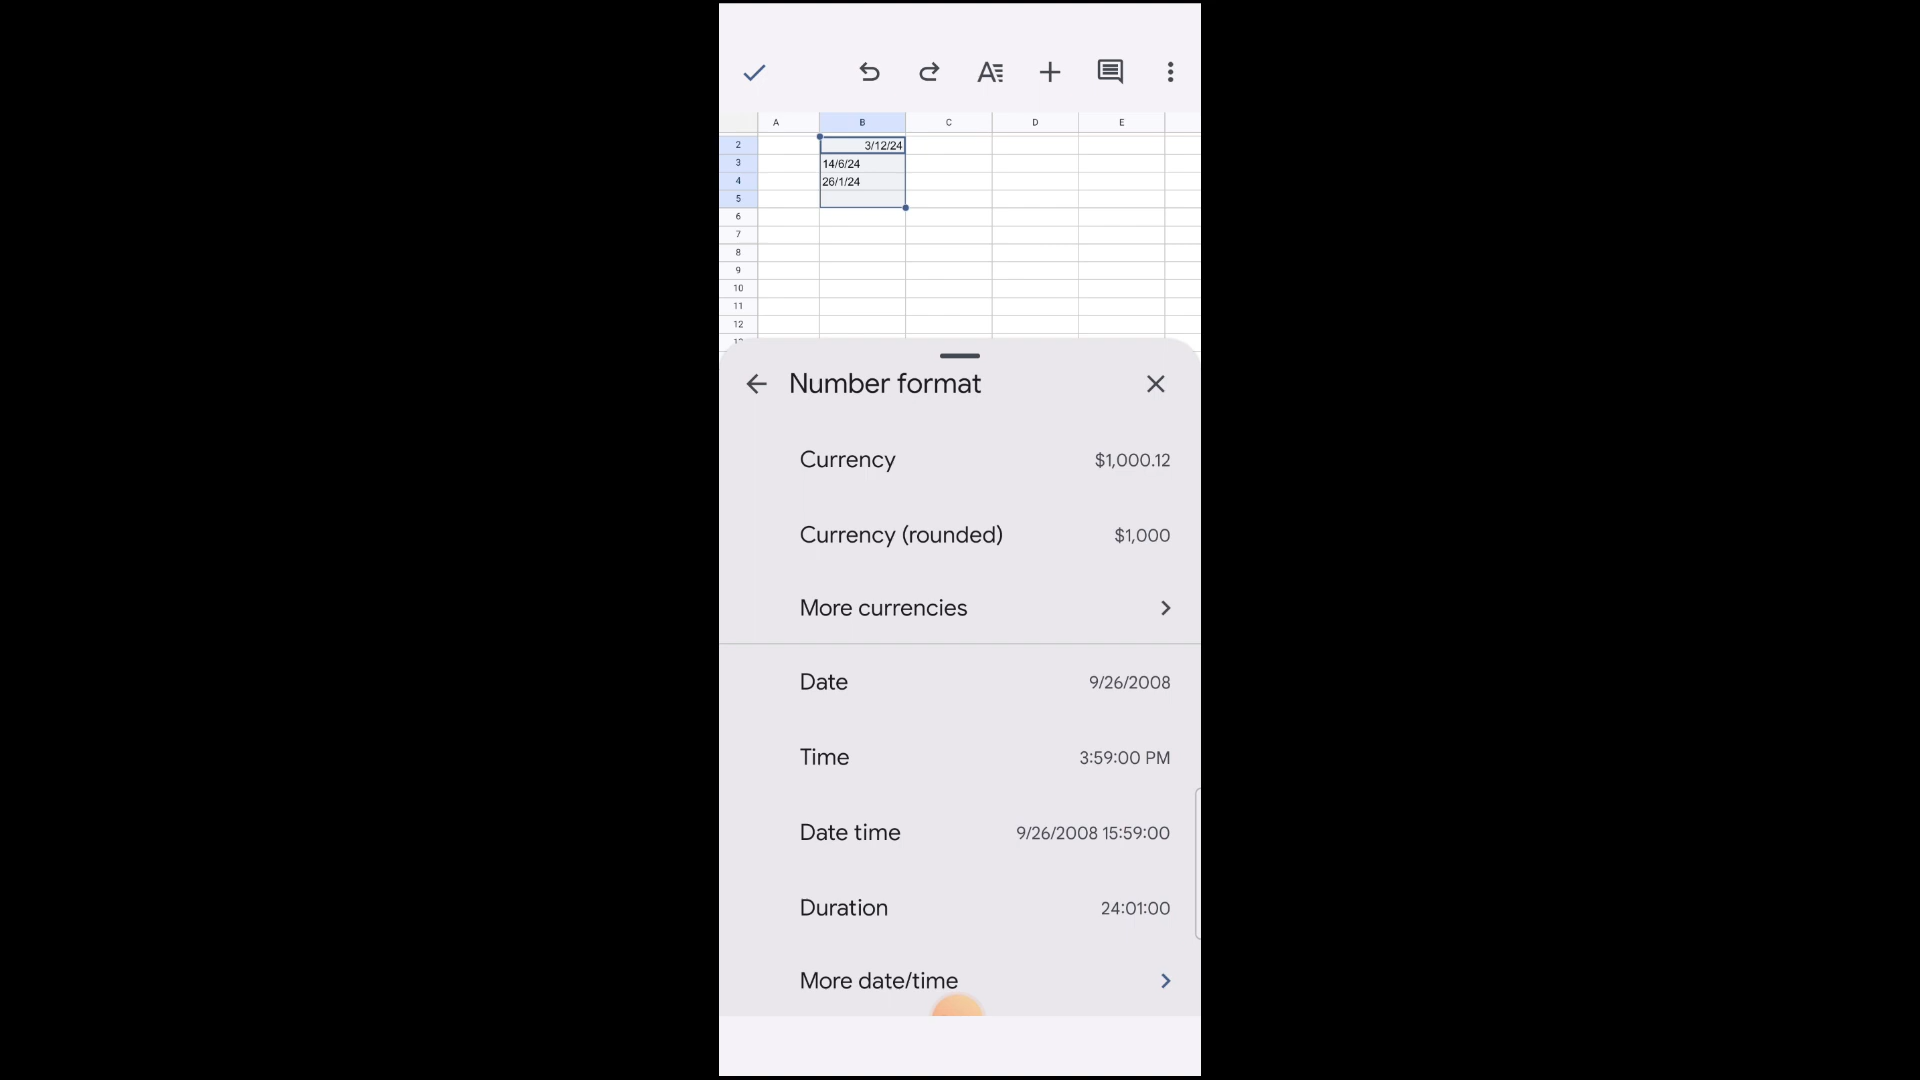 A B C D E
2 3/12/24
3 14/6/24
4 26/1/24
5
6
7
8
9
10
11
12
Number format
Currency $1,000.12
Currency (rounded) $1,000
More currencies
Date 9/26/2008
Time 3:59:00 PM
Date time 9/26/2008 15:59:00
Duration 24:01:00
More date/time